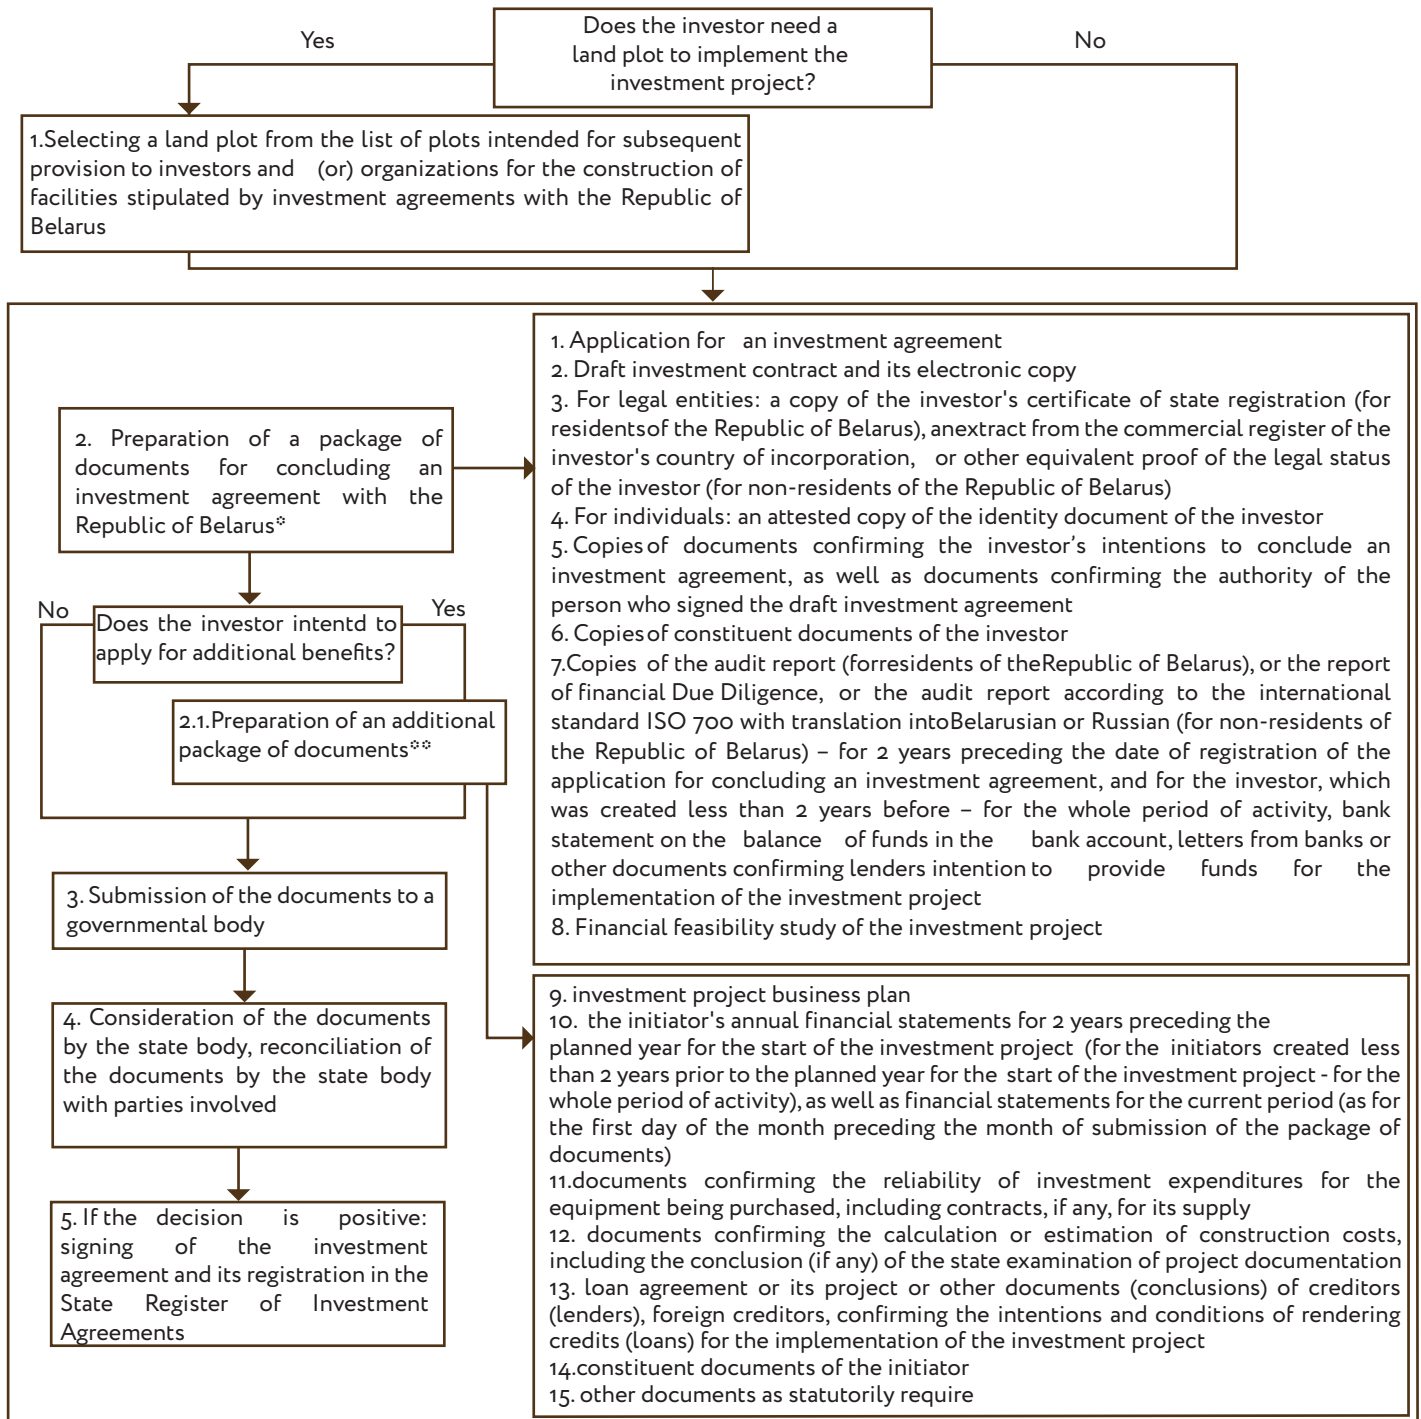 Does the investor need a
land plot to implement the
investment project?
Yes
No
1.Selecting a land plot from the list of plots intended for subsequent
provision to investors and (or) organizations for the construction of
facilities stipulated by investment agreements with the Republic of
Belarus
2. Preparation of a package of
documents for concluding an
investment agreement with the
Republic of Belarus*
1. Application for an investment agreement
2. Draft investment contract and its electronic copy
3. For legal entities: a copy of the investor's certificate of state registration (for
residentsof the Republic of Belarus), anextract from the commercial register of the
investor's country of incorporation, or other equivalent proof of the legal status
of the investor (for non-residents of the Republic of Belarus)
4. For individuals: an attested copy of the identity document of the investor
5. Copies of documents confirming the investor's intentions to conclude an
investment agreement, as well as documents confirming the authority of the
person who signed the draft investment agreement
6. Copies of constituent documents of the investor
7.Copies of the audit report (forresidents of theRepublic of Belarus), or the report
of financial Due Diligence, or the audit report according to the international
standard ISO 700 with translation intoBelarusian or Russian (for non-residents of
the Republic of Belarus) – for 2 years preceding the date of registration of the
application for concluding an investment agreement, and for the investor, which
was created less than 2 years before – for the whole period of activity, bank
statement on the balance of funds in the bank account, letters from banks or
other documents confirming lenders intention to provide funds for the
implementation of the investment project
8. Financial feasibility study of the investment project
No
Yes
Does the investor intentd to
apply for additional benefits?
2.1.Preparation of an additional
package of documents**
3. Submission of the documents to a
governmental body
4. Consideration of the documents
by the state body, reconciliation of
the documents by the state body
with parties involved
5. If the decision is positive:
signing of the investment
agreement and its registration in the
State Register of Investment
Agreements
9. investment project business plan
10. the initiator's annual financial statements for 2 years preceding the
planned year for the start of the investment project (for the initiators created less
than 2 years prior to the planned year for the start of the investment project - for the
whole period of activity), as well as financial statements for the current period (as for
the first day of the month preceding the month of submission of the package of
documents)
11.documents confirming the reliability of investment expenditures for the
equipment being purchased, including contracts, if any, for its supply
12. documents confirming the calculation or estimation of construction costs,
including the conclusion (if any) of the state examination of project documentation
13. loan agreement or its project or other documents (conclusions) of creditors
(lenders), foreign creditors, confirming the intentions and conditions of rendering
credits (loans) for the implementation of the investment project
14.constituent documents of the initiator
15. other documents as statutorily require